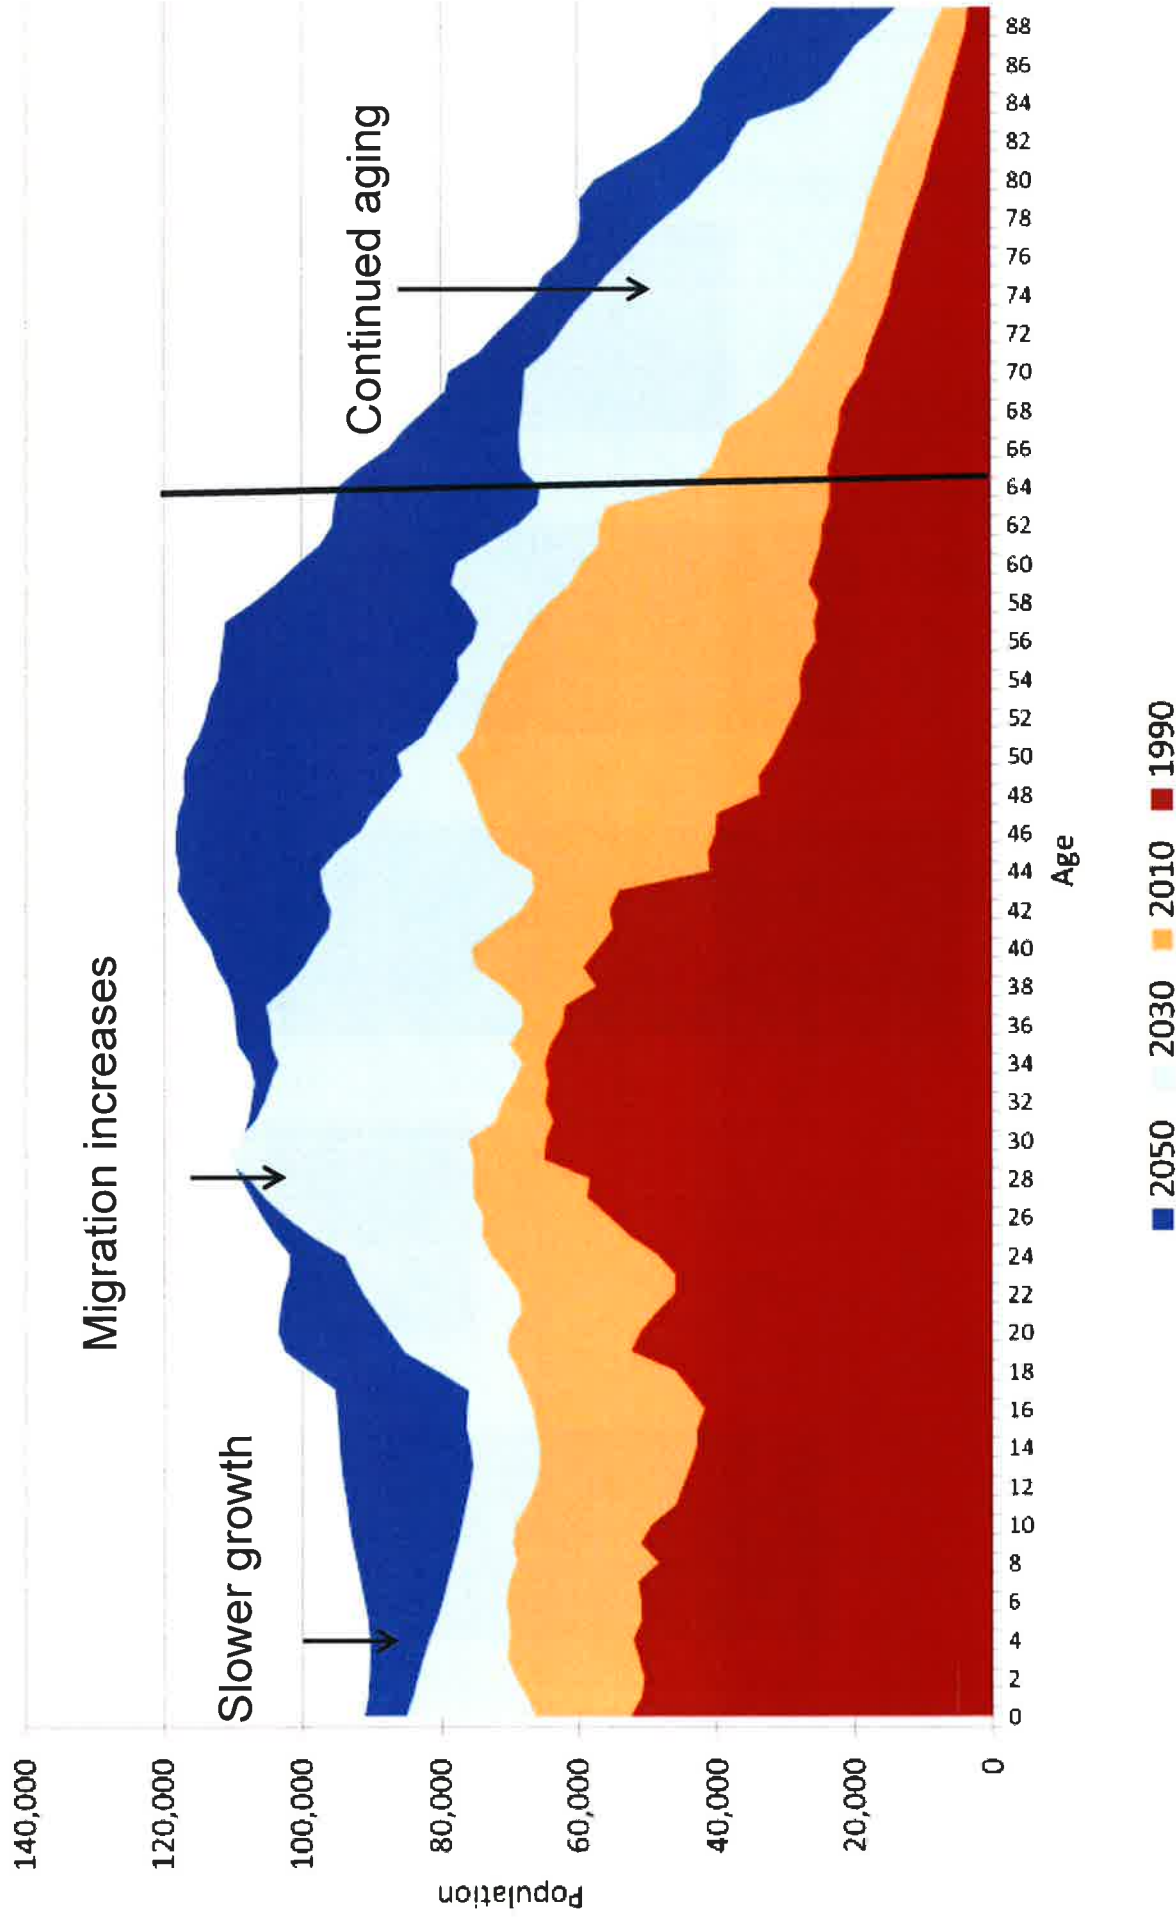 Migration increases
Slower growth
Continued aging
140,000
120,000
100,000
80,000
60,000
40,000
20,000
0
Population
0 2 4 6 8 10 12 14 16 18 20 22 24 26 28 30 32 34 36 38 40 42 44 46 48 50 52 54 56 58 60 62 64 66 68 70 72 74 76 78 80 82 84 86 88
Age
2050 2030 2010 1990